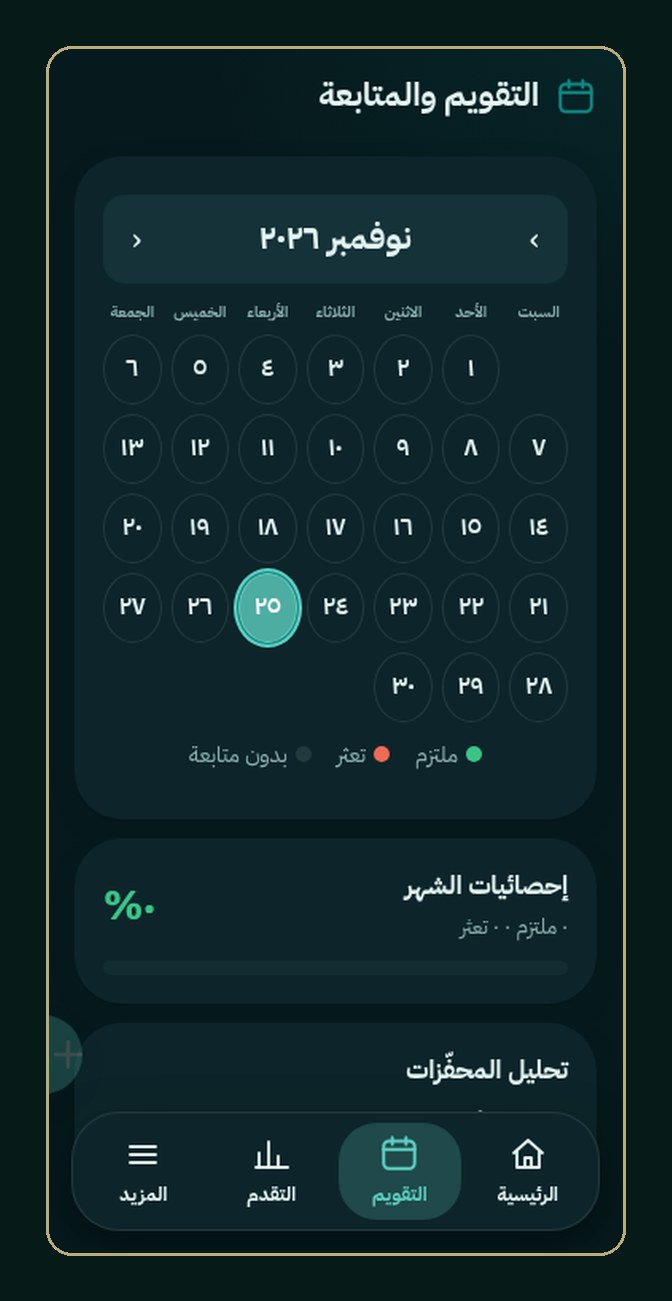 التقويم والمتابعة
نوفمبر ٢٠٢٦
السبت الأحد الاثنين الثلاثاء الأربعاء الخميس الجمعة
١ ٢ ٣ ٤ ٥ ٦
٧ ٨ ٩ ١٠ ١١ ١٢ ١٣
١٤ ١٥ ١٦ ١٧ ١٨ ١٩ ٢٠
٢١ ٢٢ ٢٣ ٢٤ ٢٥ ٢٦ ٢٧
٢٨ ٢٩ ٣٠
ملتزم تعثر بدون متابعة
إحصائيات الشهر
٠ ملتزم · ٠ تعثر
%٠
تحليل المحفّزات
الرئيسية التقويم التقدم المزيد